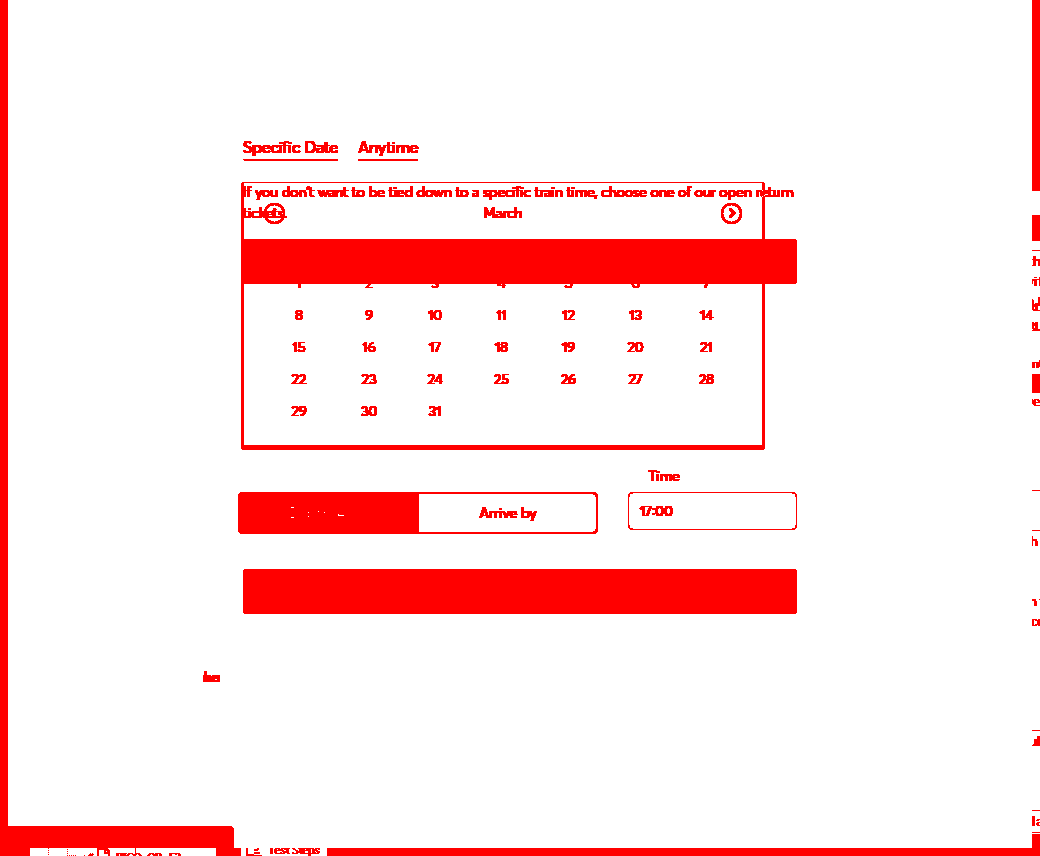 Specific Date Anytime
If you don't want to be tied down to a specific train time, choose one of our open return
tickets.
March
1 2 3 4 5 6 7
8 9 10 11 12 13 14
15 16 17 18 19 20 21
22 23 24 25 26 27 28
29 30 31
Time
Arrive by 17:00
Test Steps